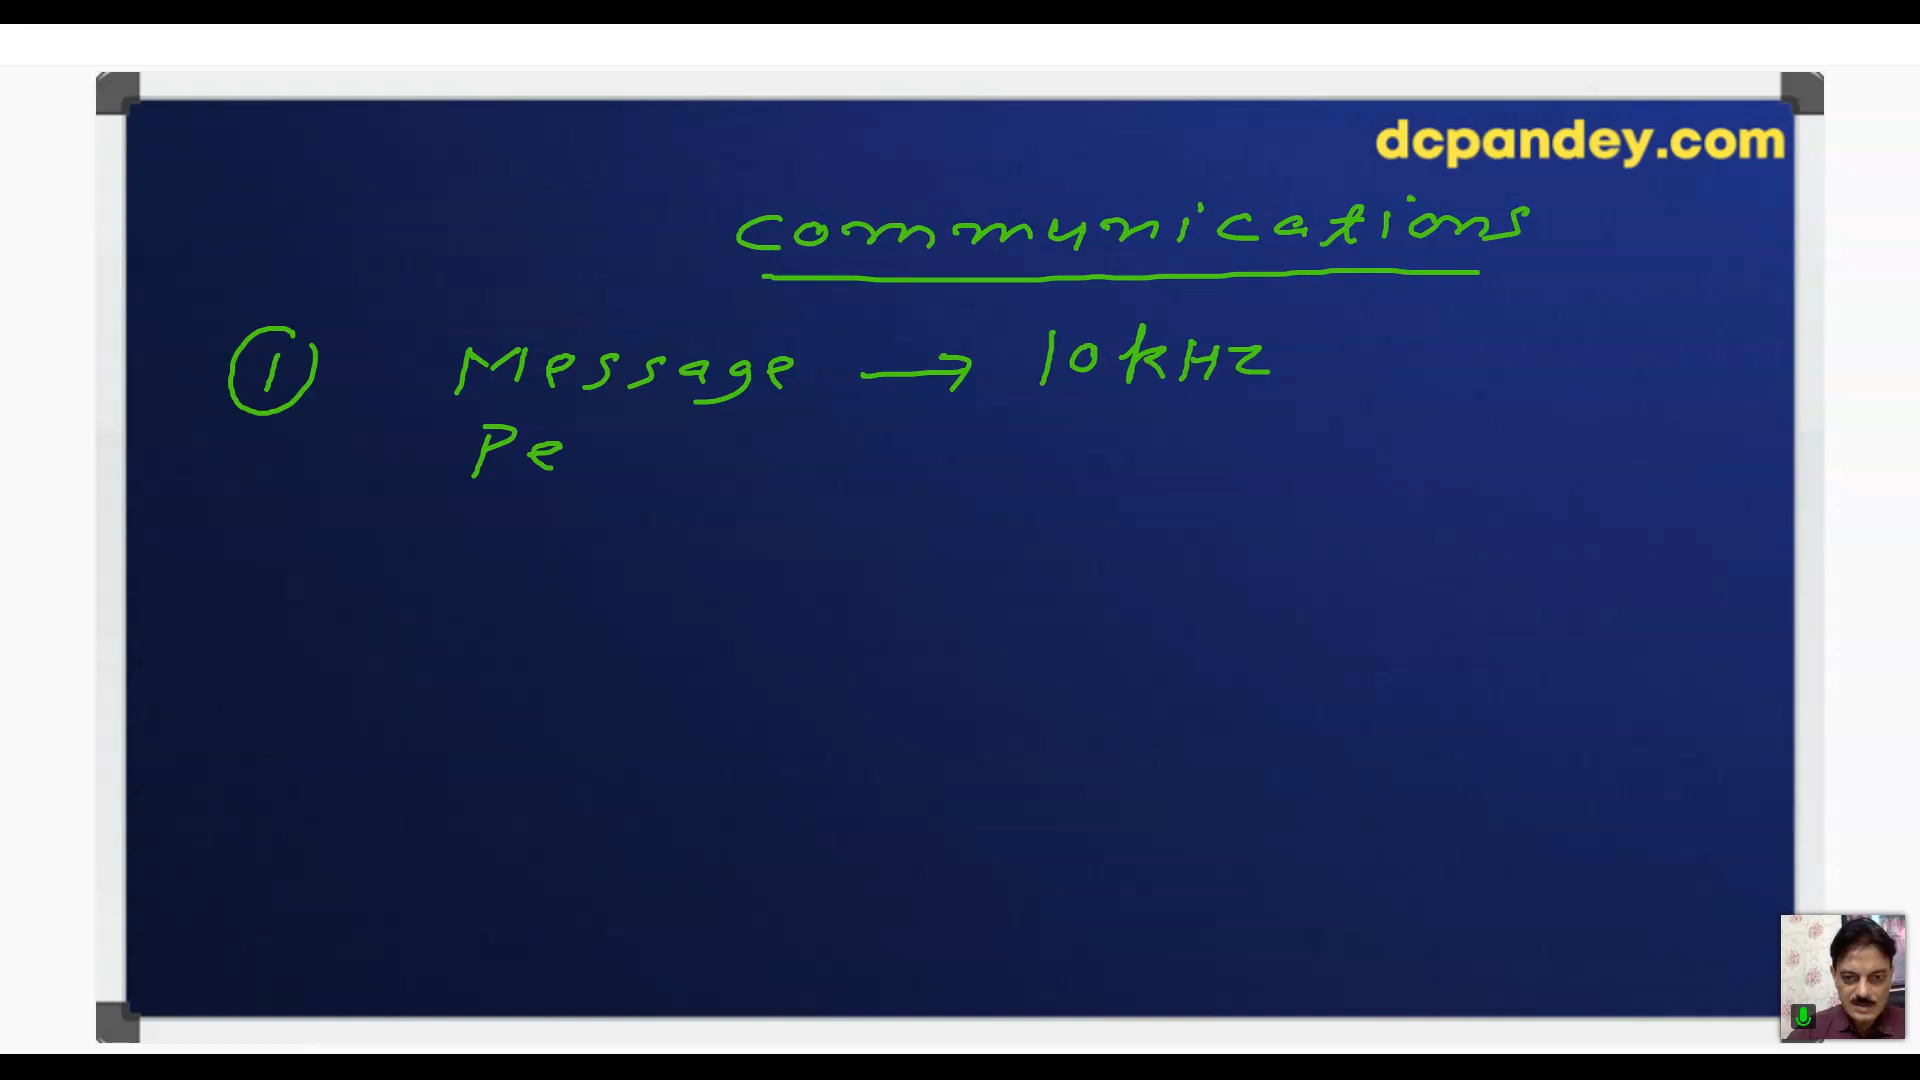 dcpandey.com
Communications
① Message → 10kHz
Pe